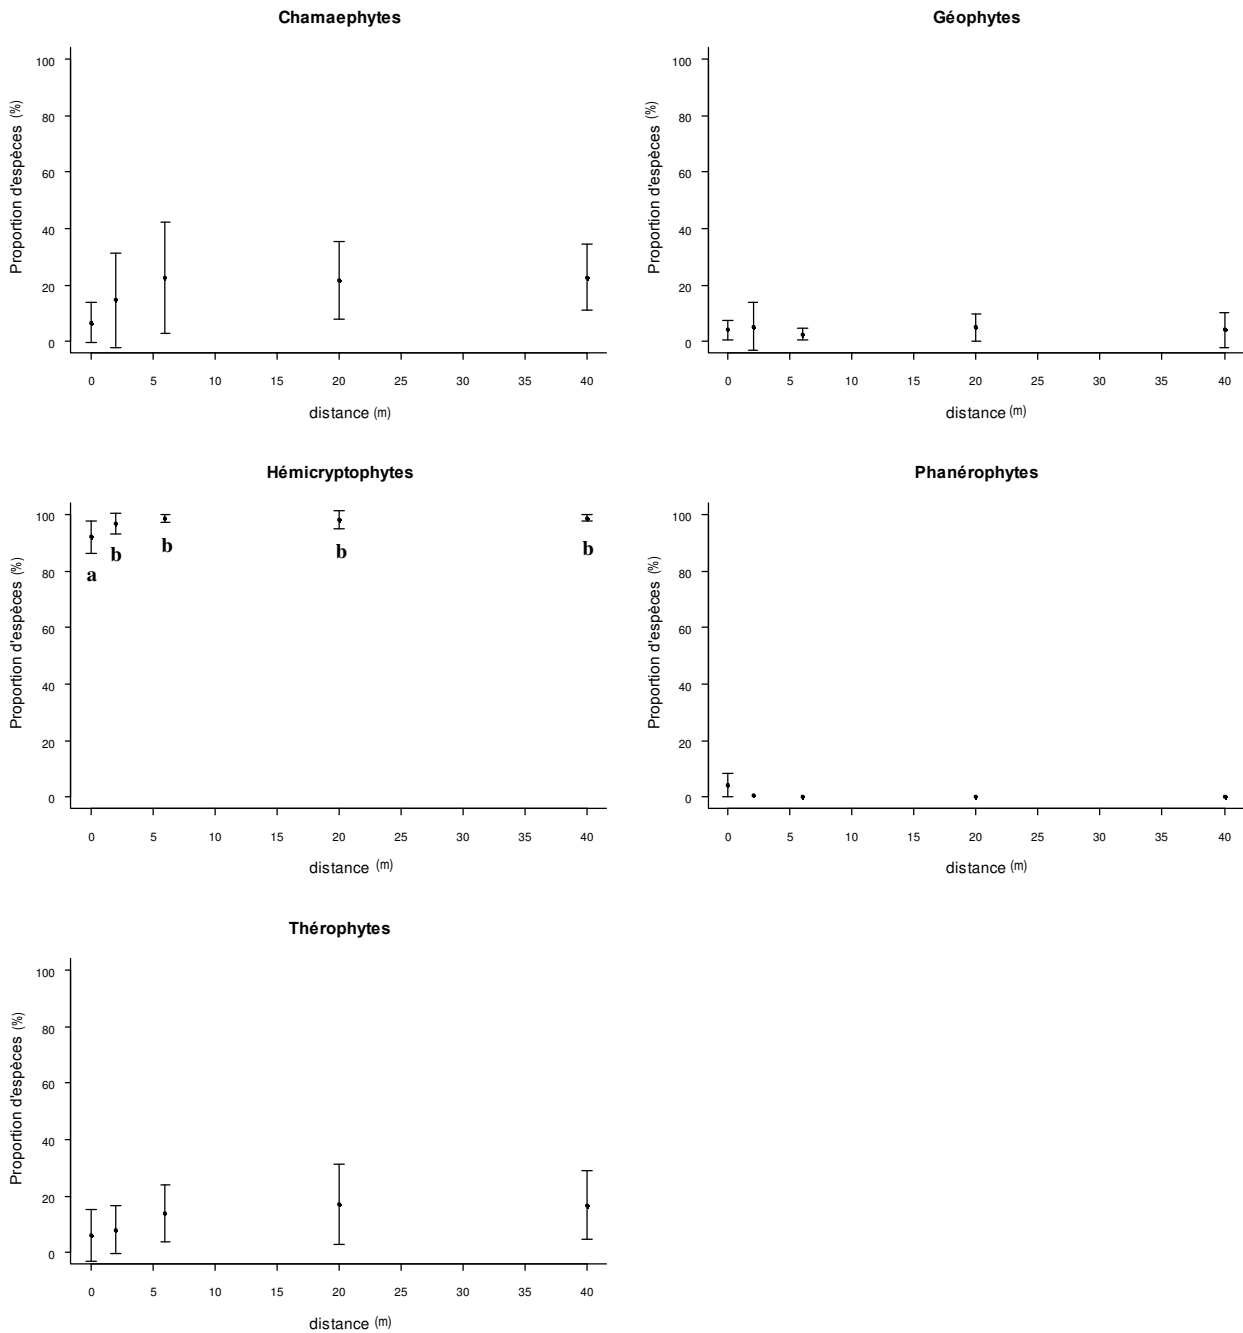 Chamaephytes
Proportion d'espèces (%)
100
80
60
40
20
0
0 5 10 15 20 25 30 35 40
distance (m)
Géophytes
Proportion d'espèces (%)
100
80
60
40
20
0
0 5 10 15 20 25 30 35 40
distance (m)
Hémicryptophytes
Proportion d'espèces (%)
100
80
60
40
20
0
a b b b b
0 5 10 15 20 25 30 35 40
distance (m)
Phanérophytes
Proportion d'espèces (%)
100
80
60
40
20
0
0 5 10 15 20 25 30 35 40
distance (m)
Thérophytes
Proportion d'espèces (%)
100
80
60
40
20
0
0 5 10 15 20 25 30 35 40
distance (m)